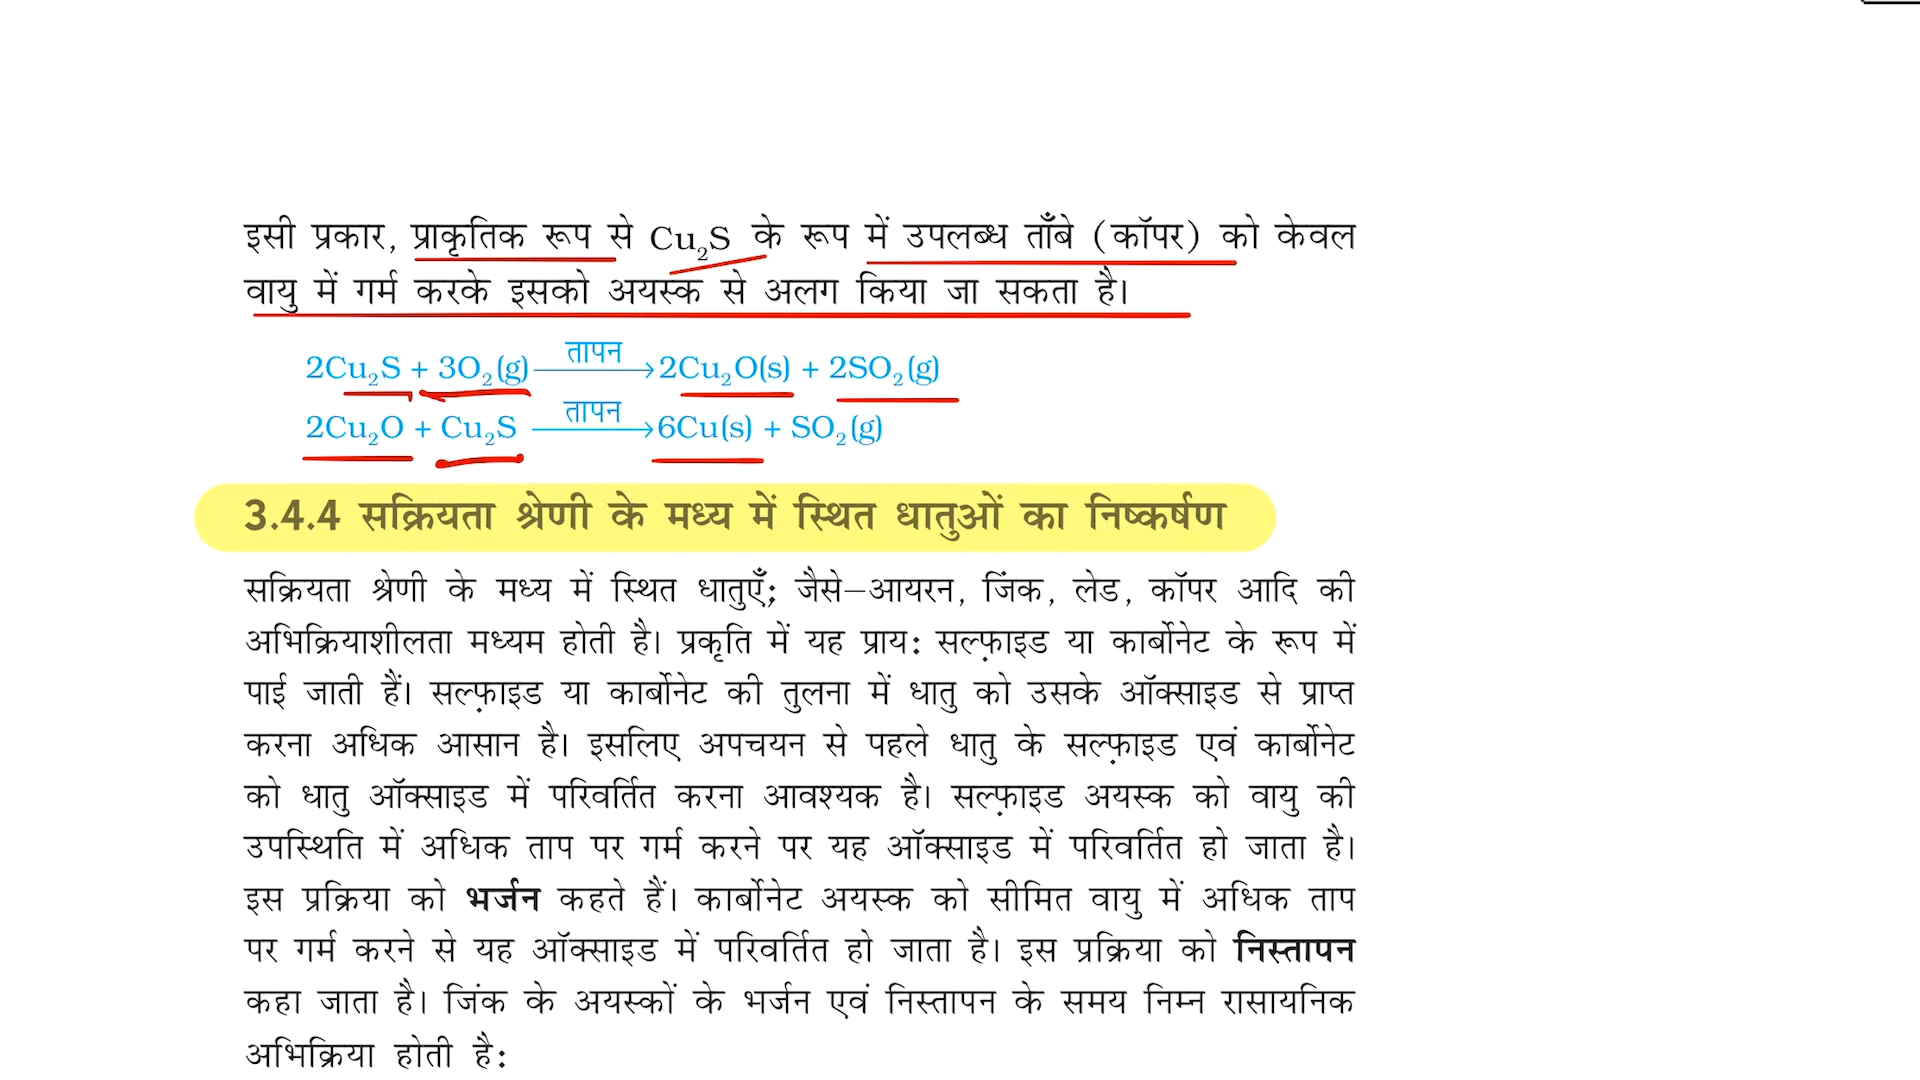 इसी प्रकार, प्राकृतिक रूप से Cu₂S के रूप में उपलब्ध ताँबे (कॉपर) को केवल
वायु में गर्म करके इसको अयस्क से अलग किया जा सकता है।
2Cu₂S + 3O₂(g) तापन→ 2Cu₂O(s) + 2SO₂(g)
2Cu₂O + Cu₂S तापन→ 6Cu(s) + SO₂(g)
3.4.4 सक्रियता श्रेणी के मध्य में स्थित धातुओं का निष्कर्षण
सक्रियता श्रेणी के मध्य में स्थित धातुएँ; जैसे–आयरन, जिंक, लेड, कॉपर आदि की
अभिक्रियाशीलता मध्यम होती है। प्रकृति में यह प्राय: सल्फ़ाइड या कार्बोनेट के रूप में
पाई जाती हैं। सल्फ़ाइड या कार्बोनेट की तुलना में धातु को उसके ऑक्साइड से प्राप्त
करना अधिक आसान है। इसलिए अपचयन से पहले धातु के सल्फ़ाइड एवं कार्बोनेट
को धातु ऑक्साइड में परिवर्तित करना आवश्यक है। सल्फ़ाइड अयस्क को वायु की
उपस्थिति में अधिक ताप पर गर्म करने पर यह ऑक्साइड में परिवर्तित हो जाता है।
इस प्रक्रिया को भर्जन कहते हैं। कार्बोनेट अयस्क को सीमित वायु में अधिक ताप
पर गर्म करने से यह ऑक्साइड में परिवर्तित हो जाता है। इस प्रक्रिया को निस्तापन
कहा जाता है। जिंक के अयस्कों के भर्जन एवं निस्तापन के समय निम्न रासायनिक
अभिक्रिया होती है: